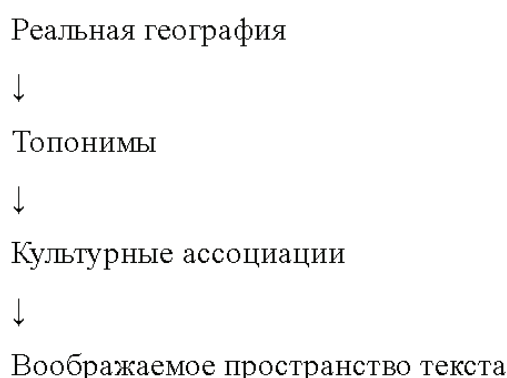 Реальная география
↓
Топонимы
↓
Культурные ассоциации
↓
Воображаемое пространство текста